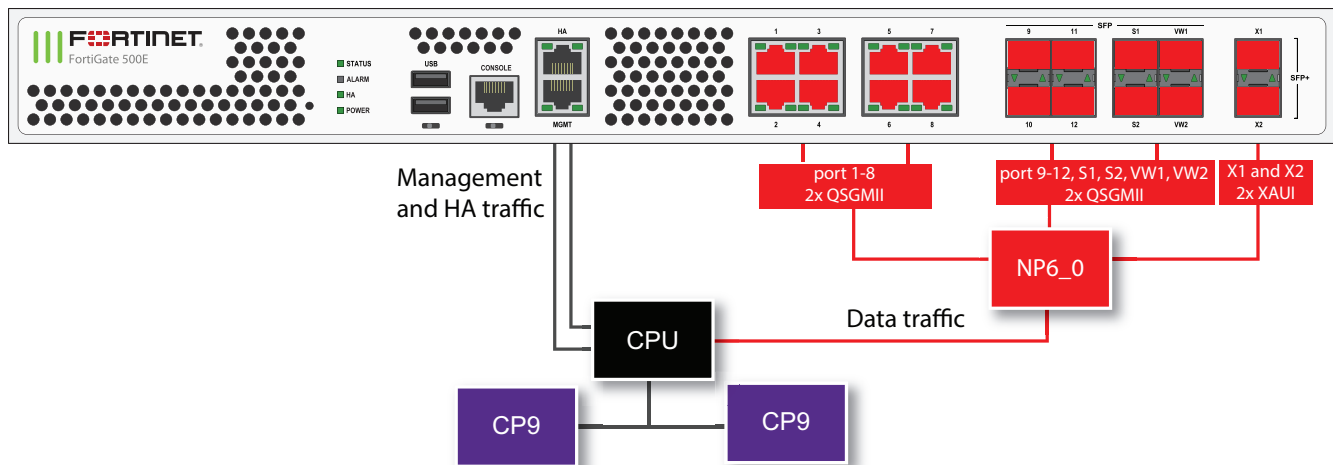 FORTINET
FortiGate 500E
STATUS
ALARM
HA
POWER
USB
CONSOLE
HA
MGMT
1 3
2 4
5 7
6 8
SFP
9 11 S1 VW1
10 12 S2 VW2
X1
X2
SFP+
Management
and HA traffic
port 1-8
2x QSGMII
port 9-12, S1, S2, VW1, VW2
2x QSGMII
X1 and X2
2x XAUI
NP6_0
Data traffic
CPU
CP9
CP9